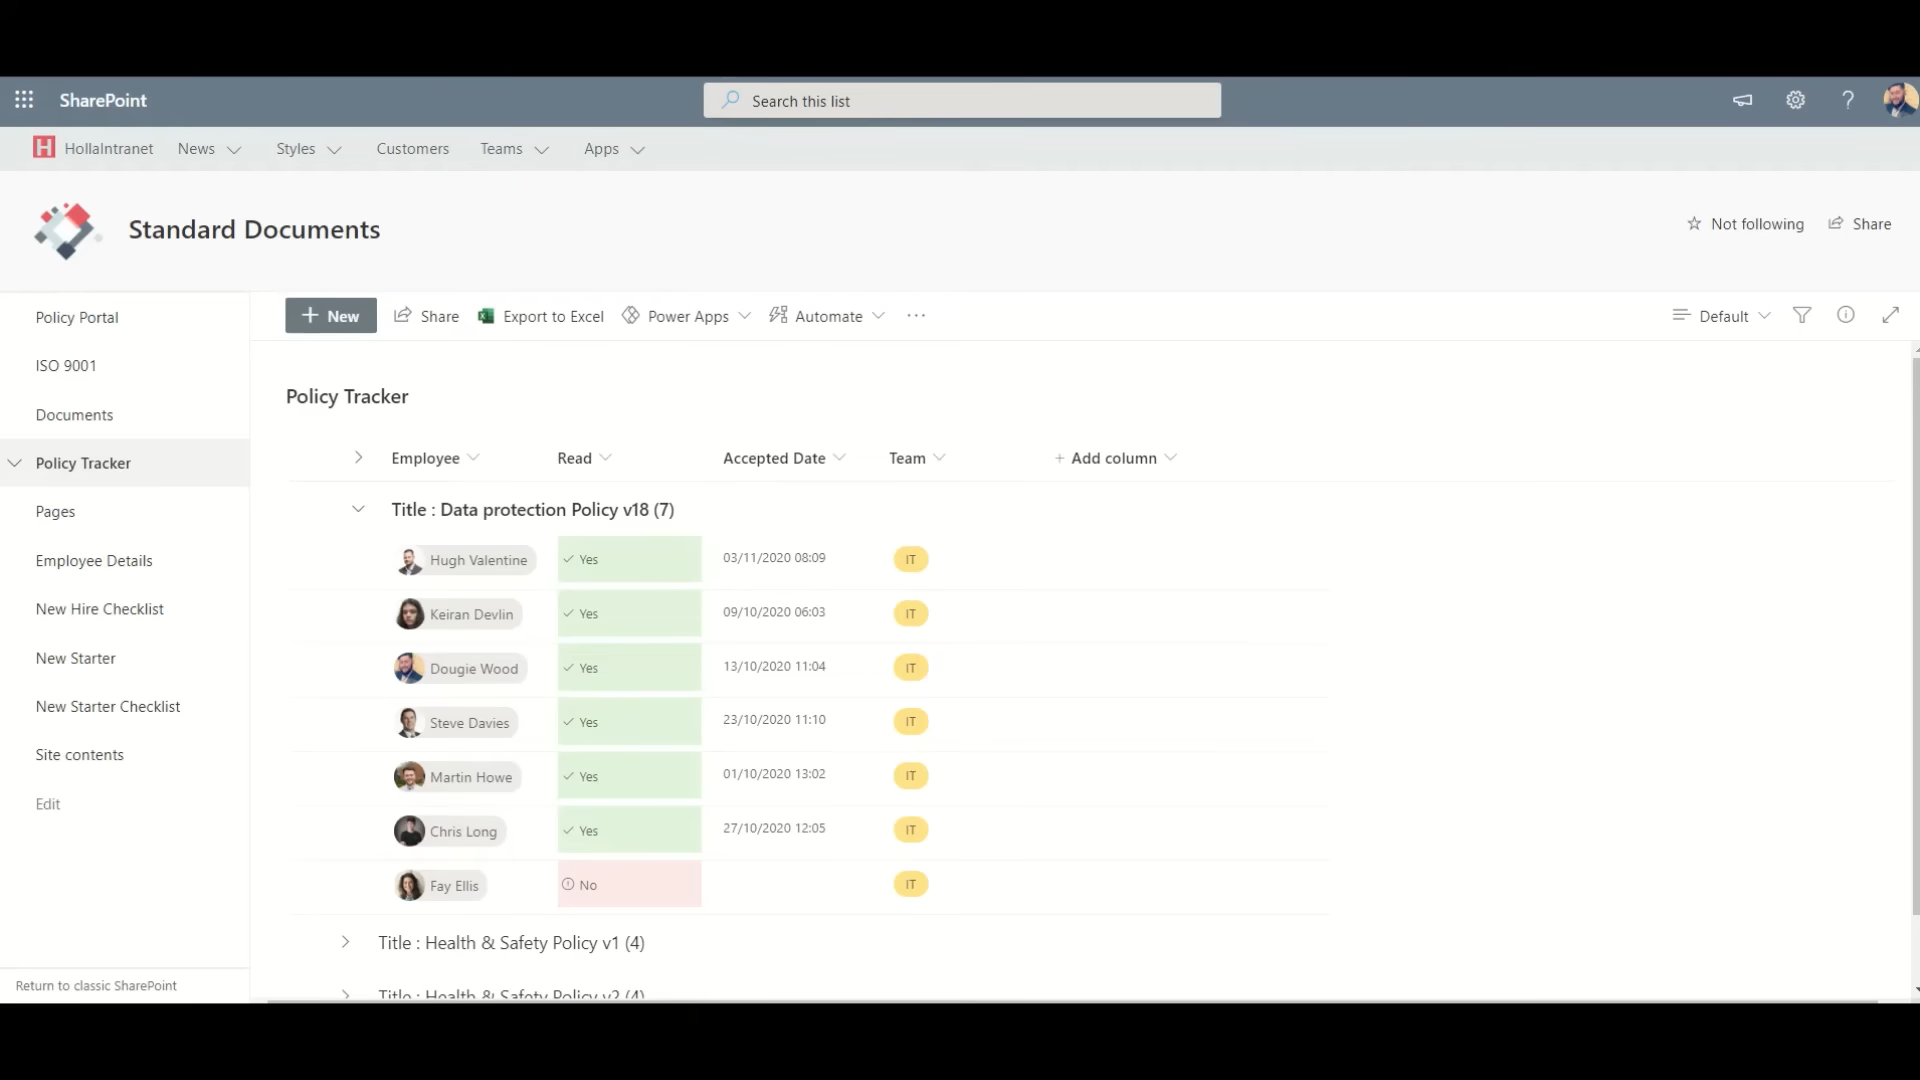 SharePoint
Search this list
?
H HollaIntranet News Styles Customers Teams Apps
Standard Documents
Not following Share
Policy Portal
ISO 9001
Documents
Policy Tracker
Pages
Employee Details
New Hire Checklist
New Starter
New Starter Checklist
Site contents
Edit
Return to classic SharePoint
+ New Share Export to Excel Power Apps Automate ... Default
Policy Tracker
Employee Read Accepted Date Team + Add column
Title : Data protection Policy v18 (7)
Hugh Valentine Yes 03/11/2020 08:09 IT
Keiran Devlin Yes 09/10/2020 06:03 IT
Dougie Wood Yes 13/10/2020 11:04 IT
Steve Davies Yes 23/10/2020 11:10 IT
Martin Howe Yes 01/10/2020 13:02 IT
Chris Long Yes 27/10/2020 12:05 IT
Fay Ellis No IT
Title : Health & Safety Policy v1 (4)
Title : Health & Safety Policy v2 (4)